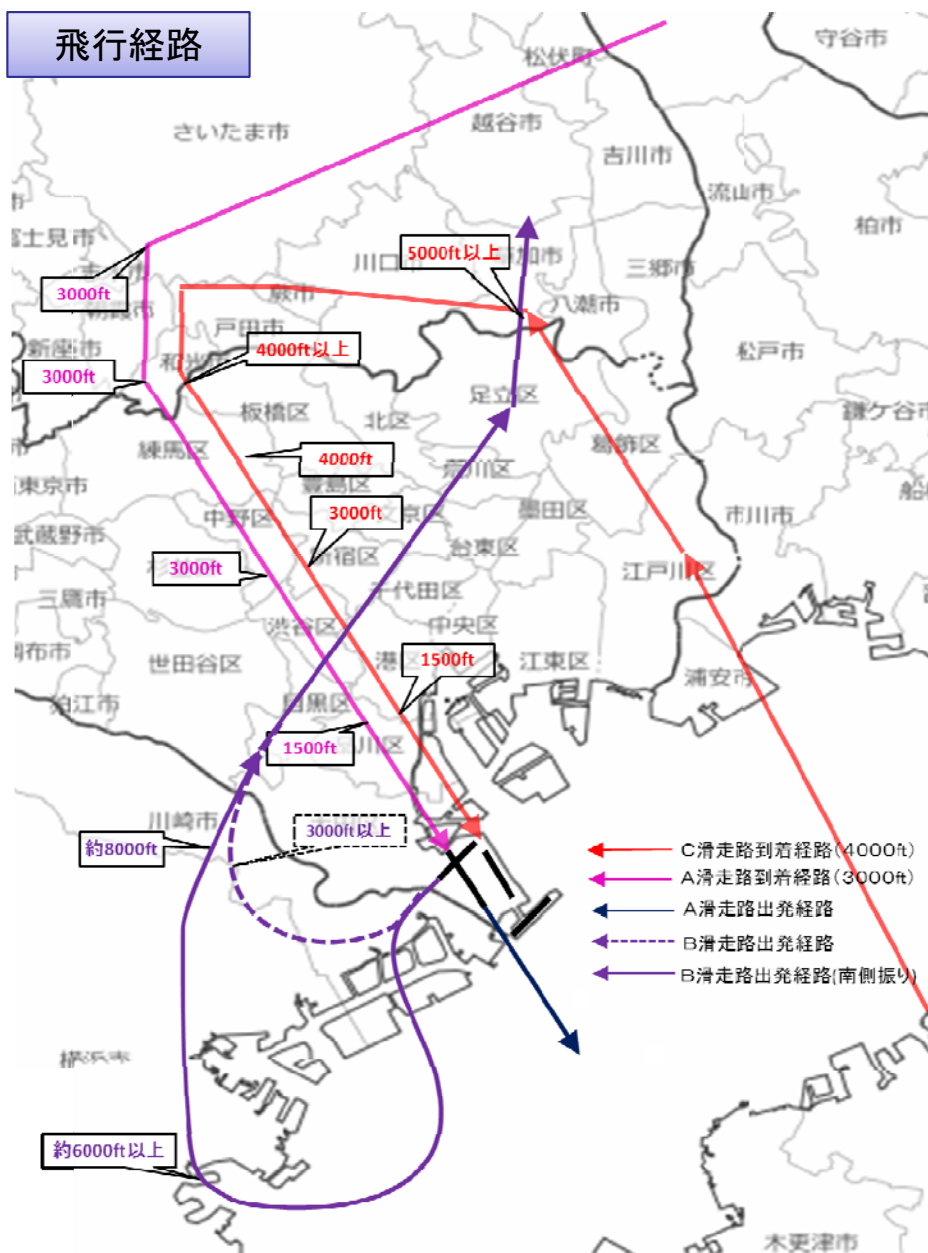 飛行経路
松伏町
守谷市
さいたま市
越谷市
吉川市
流山市
柏市
富士見市
川口市
5000ft以上
三郷市
3000ft
蕨市
八潮市
朝霞市
戸田市
新座市
4000ft以上
松戸市
3000ft
足立区
板橋区
北区
鎌ケ谷市
練馬区
葛飾区
4000ft
荒川区
豊島区
東京市
中野区
3000ft
墨田区
市川市
武蔵野市
新宿区
台東区
3000ft
江戸川区
三鷹市
千代田区
渋谷区
中央区
調布市
世田谷区
港区
1500ft
江東区
浦安市
狛江市
目黒区
1500ft
品川区
川崎市
3000ft以上
約8000ft
C滑走路到着経路(4000ft)
A滑走路到着経路(3000ft)
A滑走路出発経路
B滑走路出発経路
B滑走路出発経路(南側振り)
横浜市
約6000ft以上
木更津市